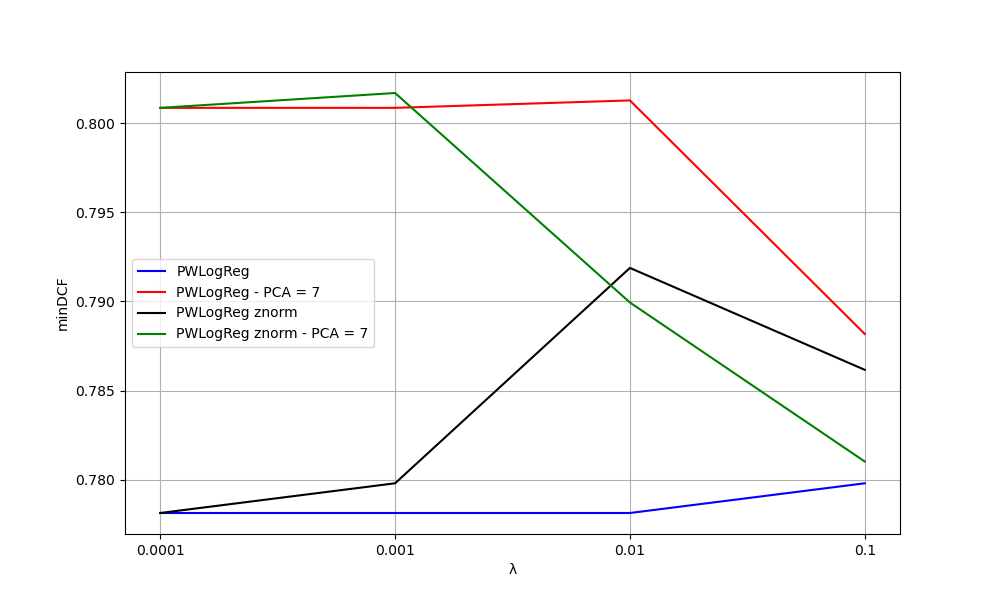 0.800
0.795
0.790
0.785
0.780
minDCF
PWLogReg
PWLogReg - PCA = 7
PWLogReg znorm
PWLogReg znorm - PCA = 7
0.0001 0.001 0.01 0.1
λ